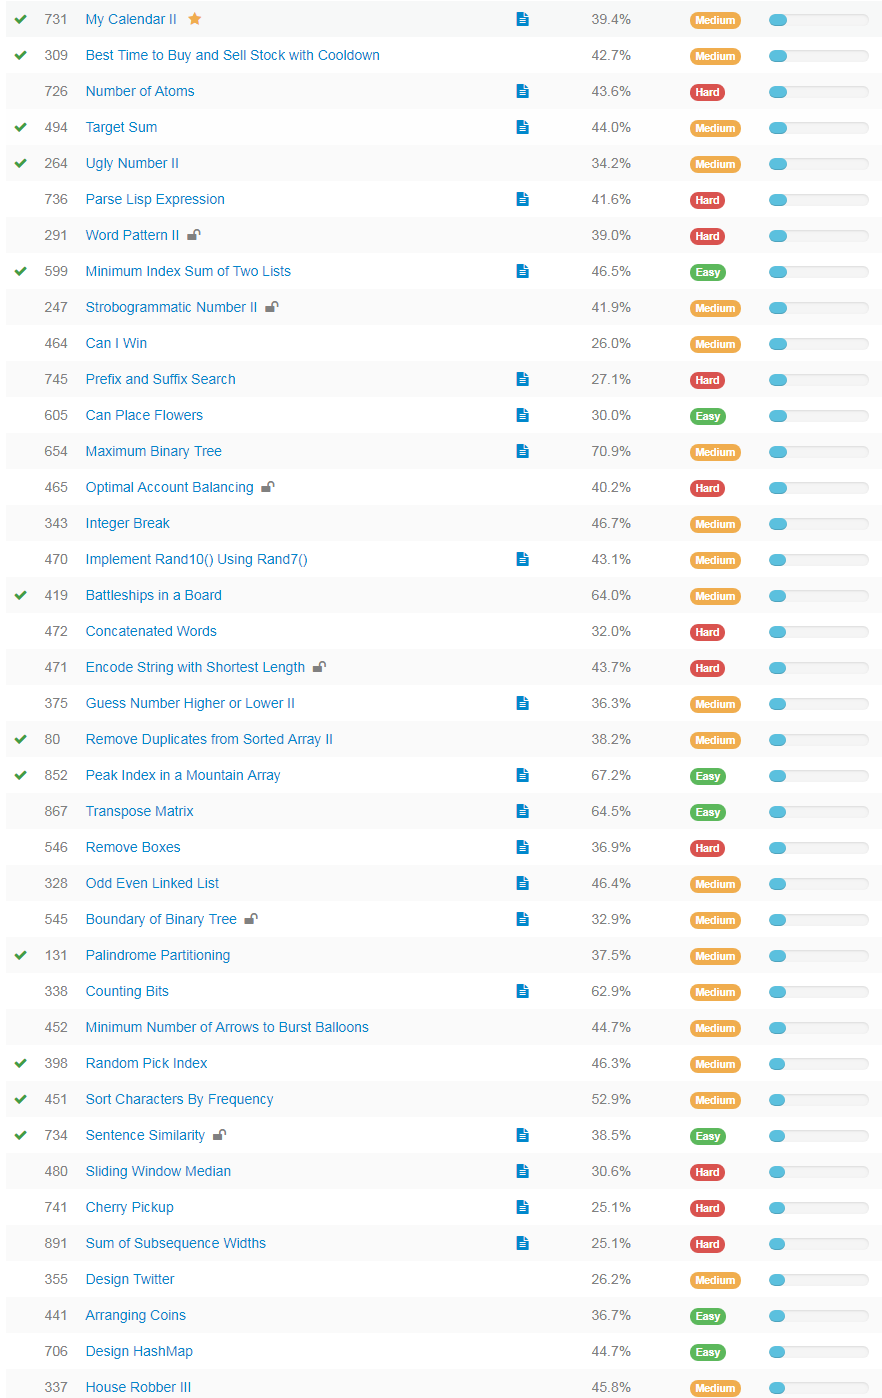 731 My Calendar II 39.4% Medium
309 Best Time to Buy and Sell Stock with Cooldown 42.7% Medium
726 Number of Atoms 43.6% Hard
494 Target Sum 44.0% Medium
264 Ugly Number II 34.2% Medium
736 Parse Lisp Expression 41.6% Hard
291 Word Pattern II 39.0% Hard
599 Minimum Index Sum of Two Lists 46.5% Easy
247 Strobogrammatic Number II 41.9% Medium
464 Can I Win 26.0% Medium
745 Prefix and Suffix Search 27.1% Hard
605 Can Place Flowers 30.0% Easy
654 Maximum Binary Tree 70.9% Medium
465 Optimal Account Balancing 40.2% Hard
343 Integer Break 46.7% Medium
470 Implement Rand10() Using Rand7() 43.1% Medium
419 Battleships in a Board 64.0% Medium
472 Concatenated Words 32.0% Hard
471 Encode String with Shortest Length 43.7% Hard
375 Guess Number Higher or Lower II 36.3% Medium
80 Remove Duplicates from Sorted Array II 38.2% Medium
852 Peak Index in a Mountain Array 67.2% Easy
867 Transpose Matrix 64.5% Easy
546 Remove Boxes 36.9% Hard
328 Odd Even Linked List 46.4% Medium
545 Boundary of Binary Tree 32.9% Medium
131 Palindrome Partitioning 37.5% Medium
338 Counting Bits 62.9% Medium
452 Minimum Number of Arrows to Burst Balloons 44.7% Medium
398 Random Pick Index 46.3% Medium
451 Sort Characters By Frequency 52.9% Medium
734 Sentence Similarity 38.5% Easy
480 Sliding Window Median 30.6% Hard
741 Cherry Pickup 25.1% Hard
891 Sum of Subsequence Widths 25.1% Hard
355 Design Twitter 26.2% Medium
441 Arranging Coins 36.7% Easy
706 Design HashMap 44.7% Easy
337 House Robber III 45.8% Medium